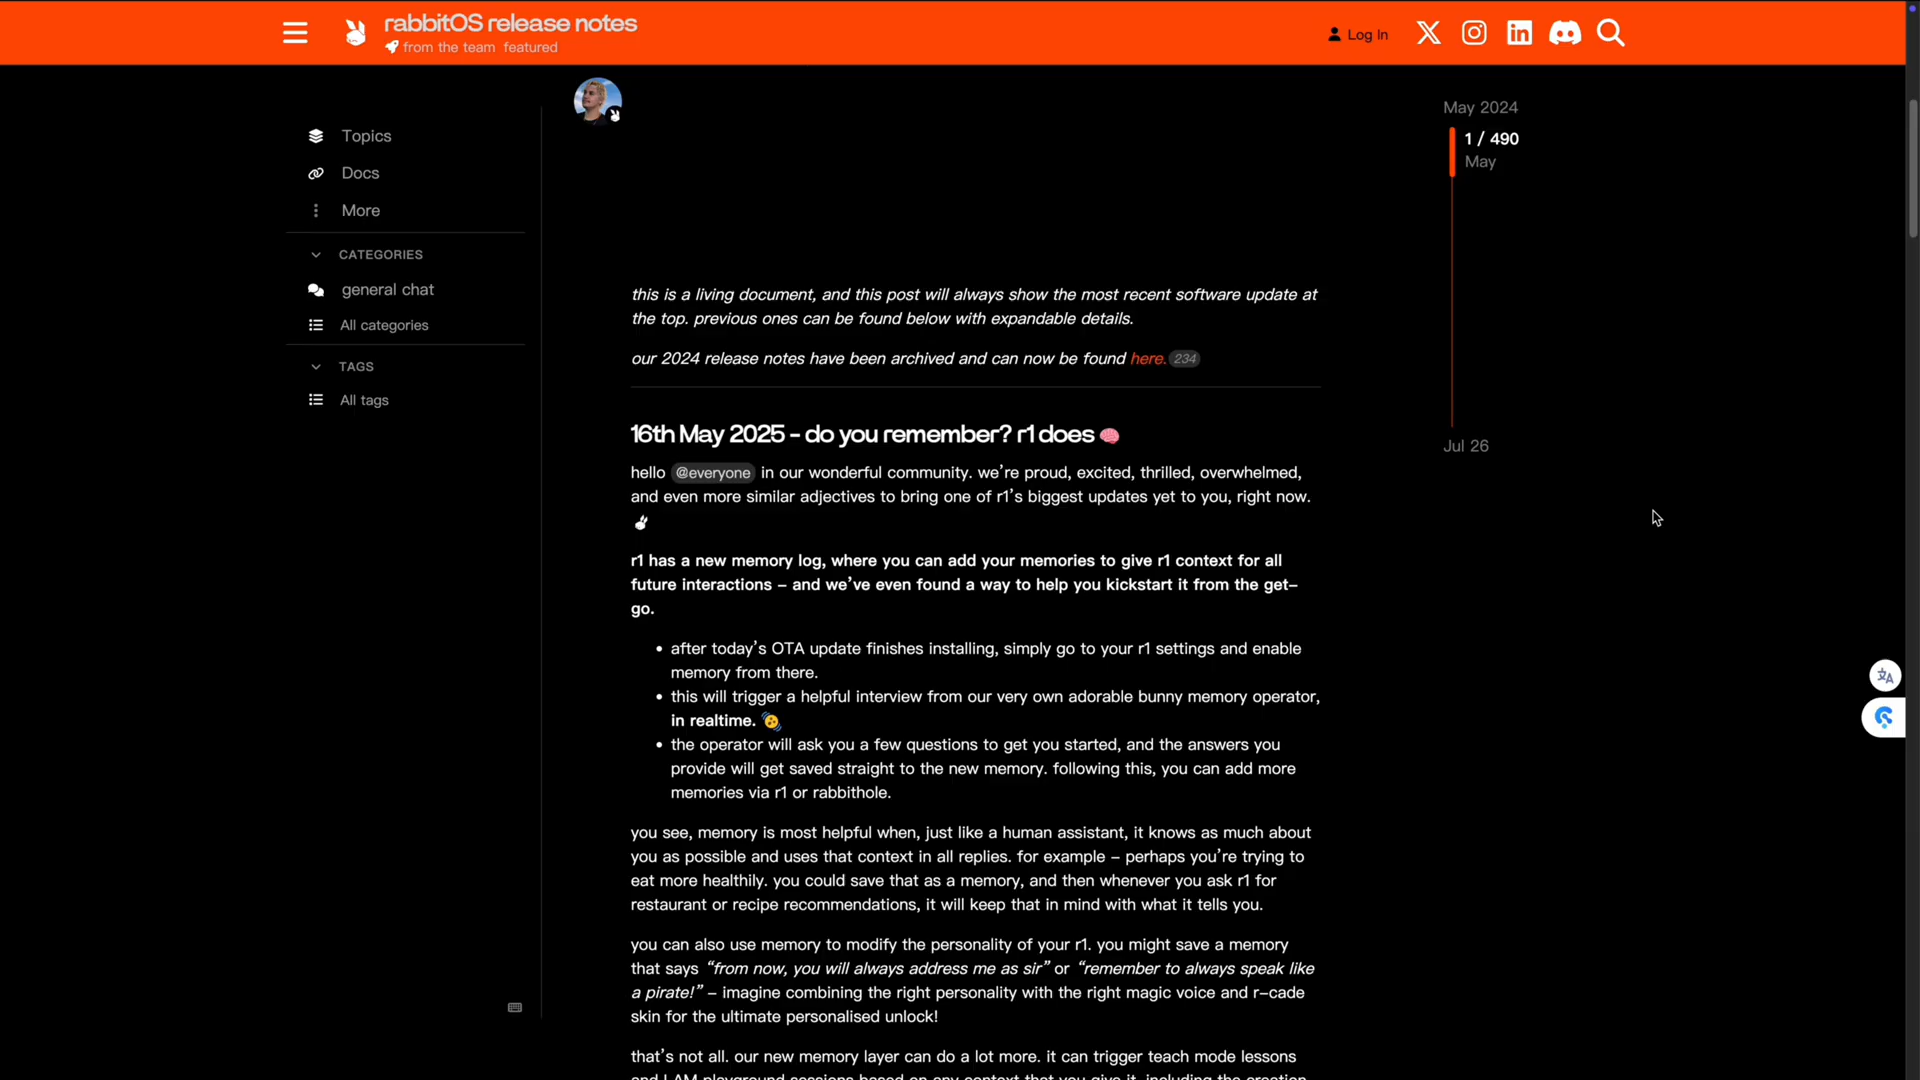 rabbitOS release notes
from the team featured
Log In
Topics
Docs
More
CATEGORIES
general chat
All categories
TAGS
All tags
this is a living document, and this post will always show the most recent software update at
the top. previous ones can be found below with expandable details.
our 2024 release notes have been archived and can now be found here. 234
16th May 2025 - do you remember? r1 does
hello @everyone in our wonderful community. we're proud, excited, thrilled, overwhelmed,
and even more similar adjectives to bring one of r1's biggest updates yet to you, right now.
r1 has a new memory log, where you can add your memories to give r1 context for all
future interactions – and we've even found a way to help you kickstart it from the get-
go.
• after today's OTA update finishes installing, simply go to your r1 settings and enable
memory from there.
• this will trigger a helpful interview from our very own adorable bunny memory operator,
in realtime.
• the operator will ask you a few questions to get you started, and the answers you
provide will get saved straight to the new memory. following this, you can add more
memories via r1 or rabbithole.
you see, memory is most helpful when, just like a human assistant, it knows as much about
you as possible and uses that context in all replies. for example – perhaps you're trying to
eat more healthily. you could save that as a memory, and then whenever you ask r1 for
restaurant or recipe recommendations, it will keep that in mind with what it tells you.
you can also use memory to modify the personality of your r1. you might save a memory
that says “from now, you will always address me as sir” or “remember to always speak like
a pirate!” – imagine combining the right personality with the right magic voice and r-cade
skin for the ultimate personalised unlock!
that's not all. our new memory layer can do a lot more. it can trigger teach mode lessons
and LAM playground sessions based on any context that you give it, including the creation
May 2024
1 / 490
May
Jul 26